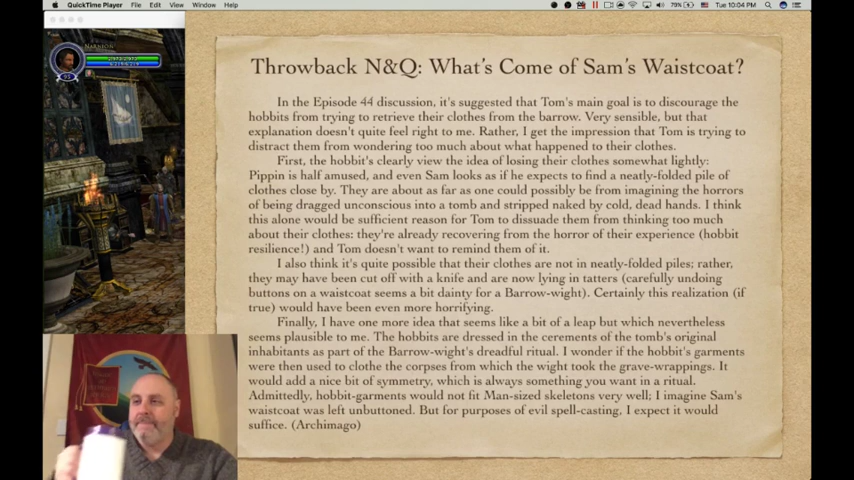 QuickTime Player File Edit View Window Help
79% Tue 10:04 PM
Throwback N&Q: What's Come of Sam's Waistcoat?
In the Episode 44 discussion, it's suggested that Tom's main goal is to discourage the
hobbits from trying to retrieve their clothes from the barrow. Very sensible, but that
explanation doesn't quite feel right to me. Rather, I get the impression that Tom is trying to
distract them from wondering too much about what happened to their clothes.
First, the hobbit's clearly view the idea of losing their clothes somewhat lightly:
Pippin is half amused, and even Sam looks as if he expects to find a neatly-folded pile of
clothes close by. They are about as far as one could possibly be from imagining the horrors
of being dragged unconscious into a tomb and stripped naked by cold, dead hands. I think
this alone would be sufficient reason for Tom to dissuade them from thinking too much
about their clothes: they're already recovering from the horror of their experience (hobbit
resilience!) and Tom doesn't want to remind them of it.
I also think it's quite possible that their clothes are not in neatly-folded piles; rather,
they may have been cut off with a knife and are now lying in tatters (carefully undoing
buttons on a waistcoat seems a bit dainty for a Barrow-wight). Certainly this realization (if
true) would have been even more horrifying.
Finally, I have one more idea that seems like a bit of a leap but which nevertheless
seems plausible to me. The hobbits are dressed in the cerements of the tomb's original
inhabitants as part of the Barrow-wight's dreadful ritual. I wonder if the hobbit's garments
were then used to clothe the corpses from which the wight took the grave-wrappings. It
would add a nice bit of symmetry, which is always something you want in a ritual.
Admittedly, hobbit-garments would not fit Man-sized skeletons very well; I imagine Sam's
waistcoat was left unbuttoned. But for purposes of evil spell-casting, I expect it would
suffice. (Archimago)